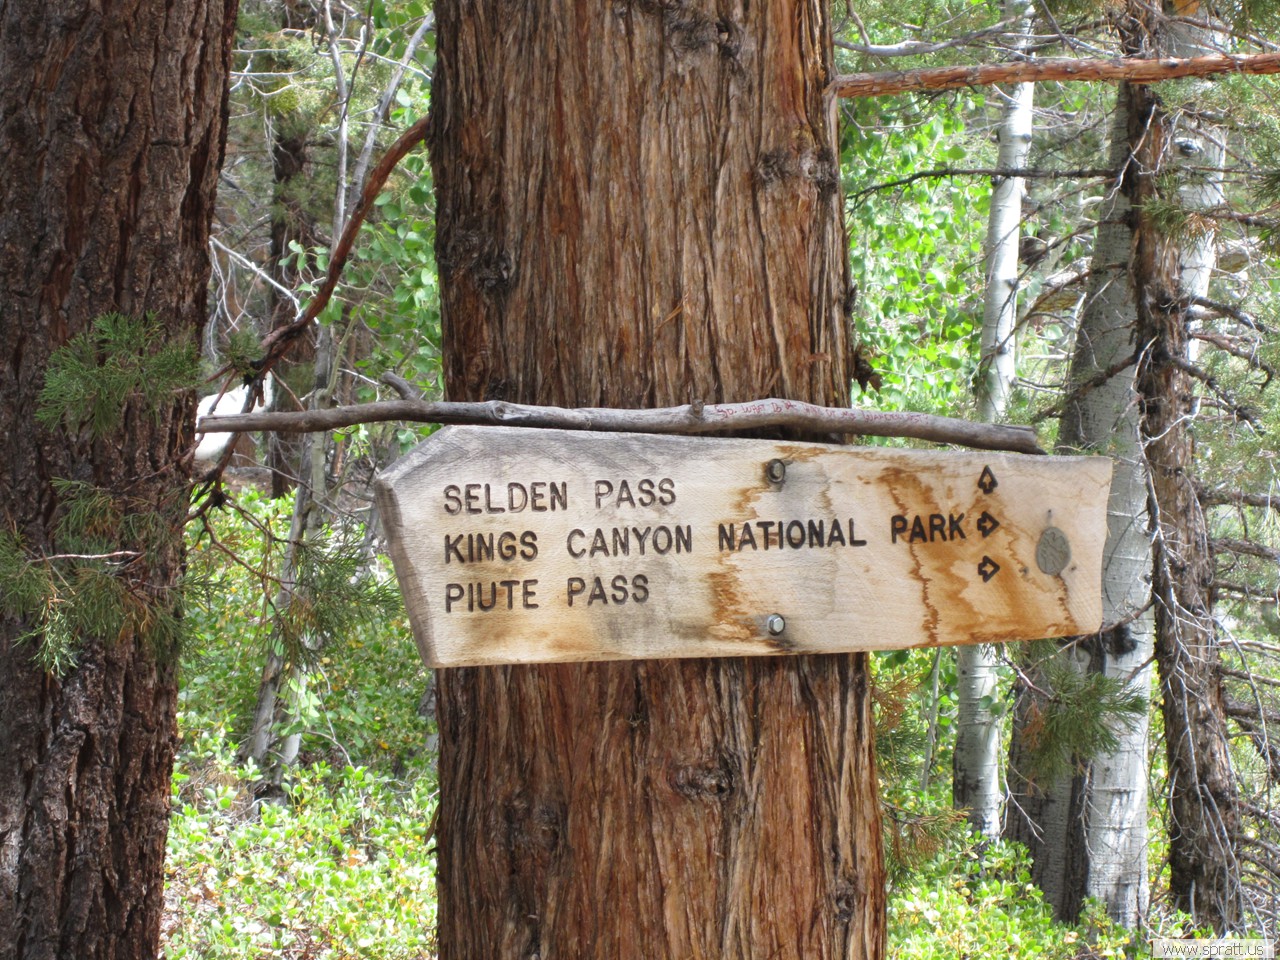 SELDEN PASS
KINGS CANYON NATIONAL PARK
PIUTE PASS
www.spratt.us